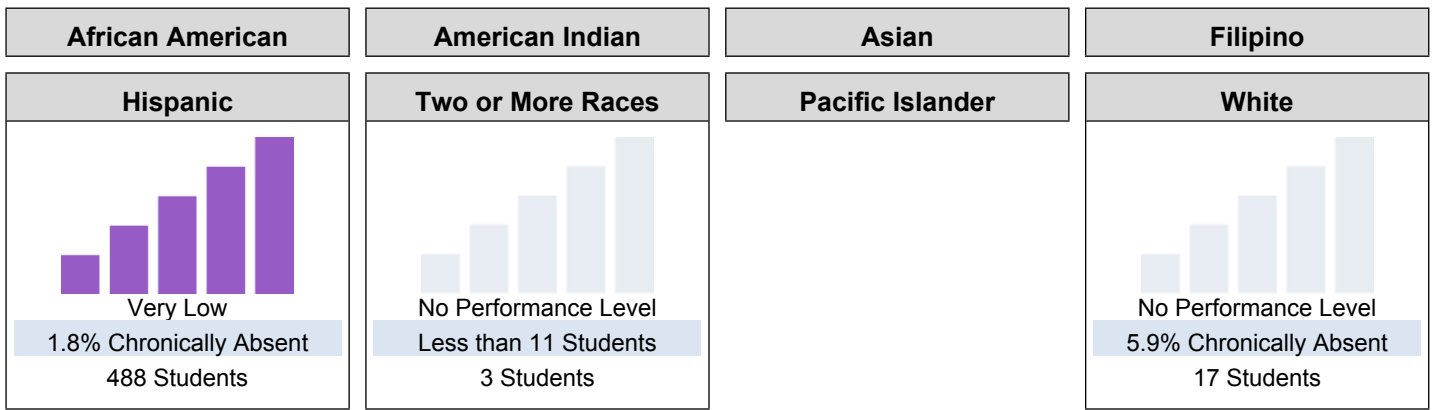 African American
American Indian
Asian
Filipino
Hispanic
Very Low
1.8% Chronically Absent
488 Students
Two or More Races
No Performance Level
Less than 11 Students
3 Students
Pacific Islander
White
No Performance Level
5.9% Chronically Absent
17 Students